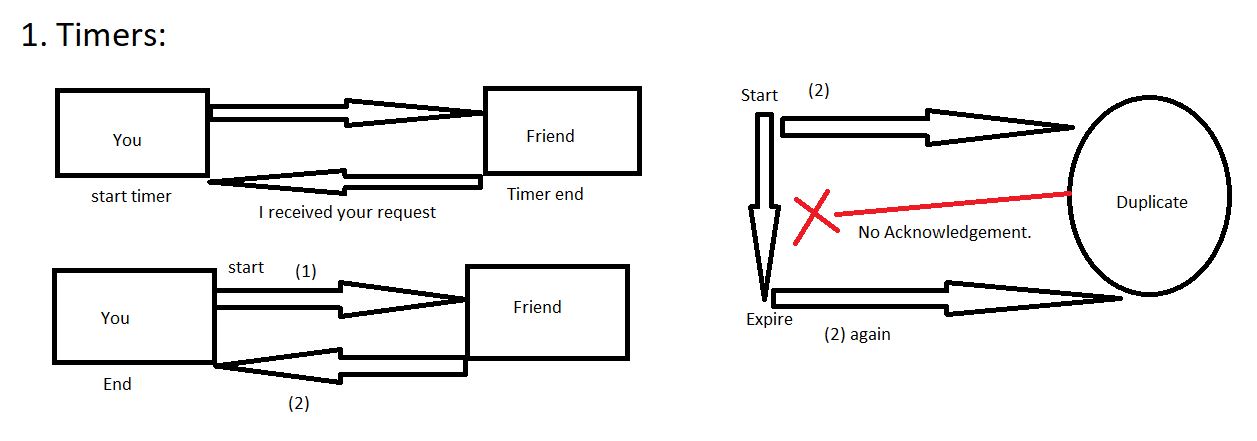 1. Timers:
You
Friend
start timer
I received your request
Timer end
start (1)
You
Friend
End
(2)
Start (2)
Duplicate
No Acknowledgement.
Expire
(2) again